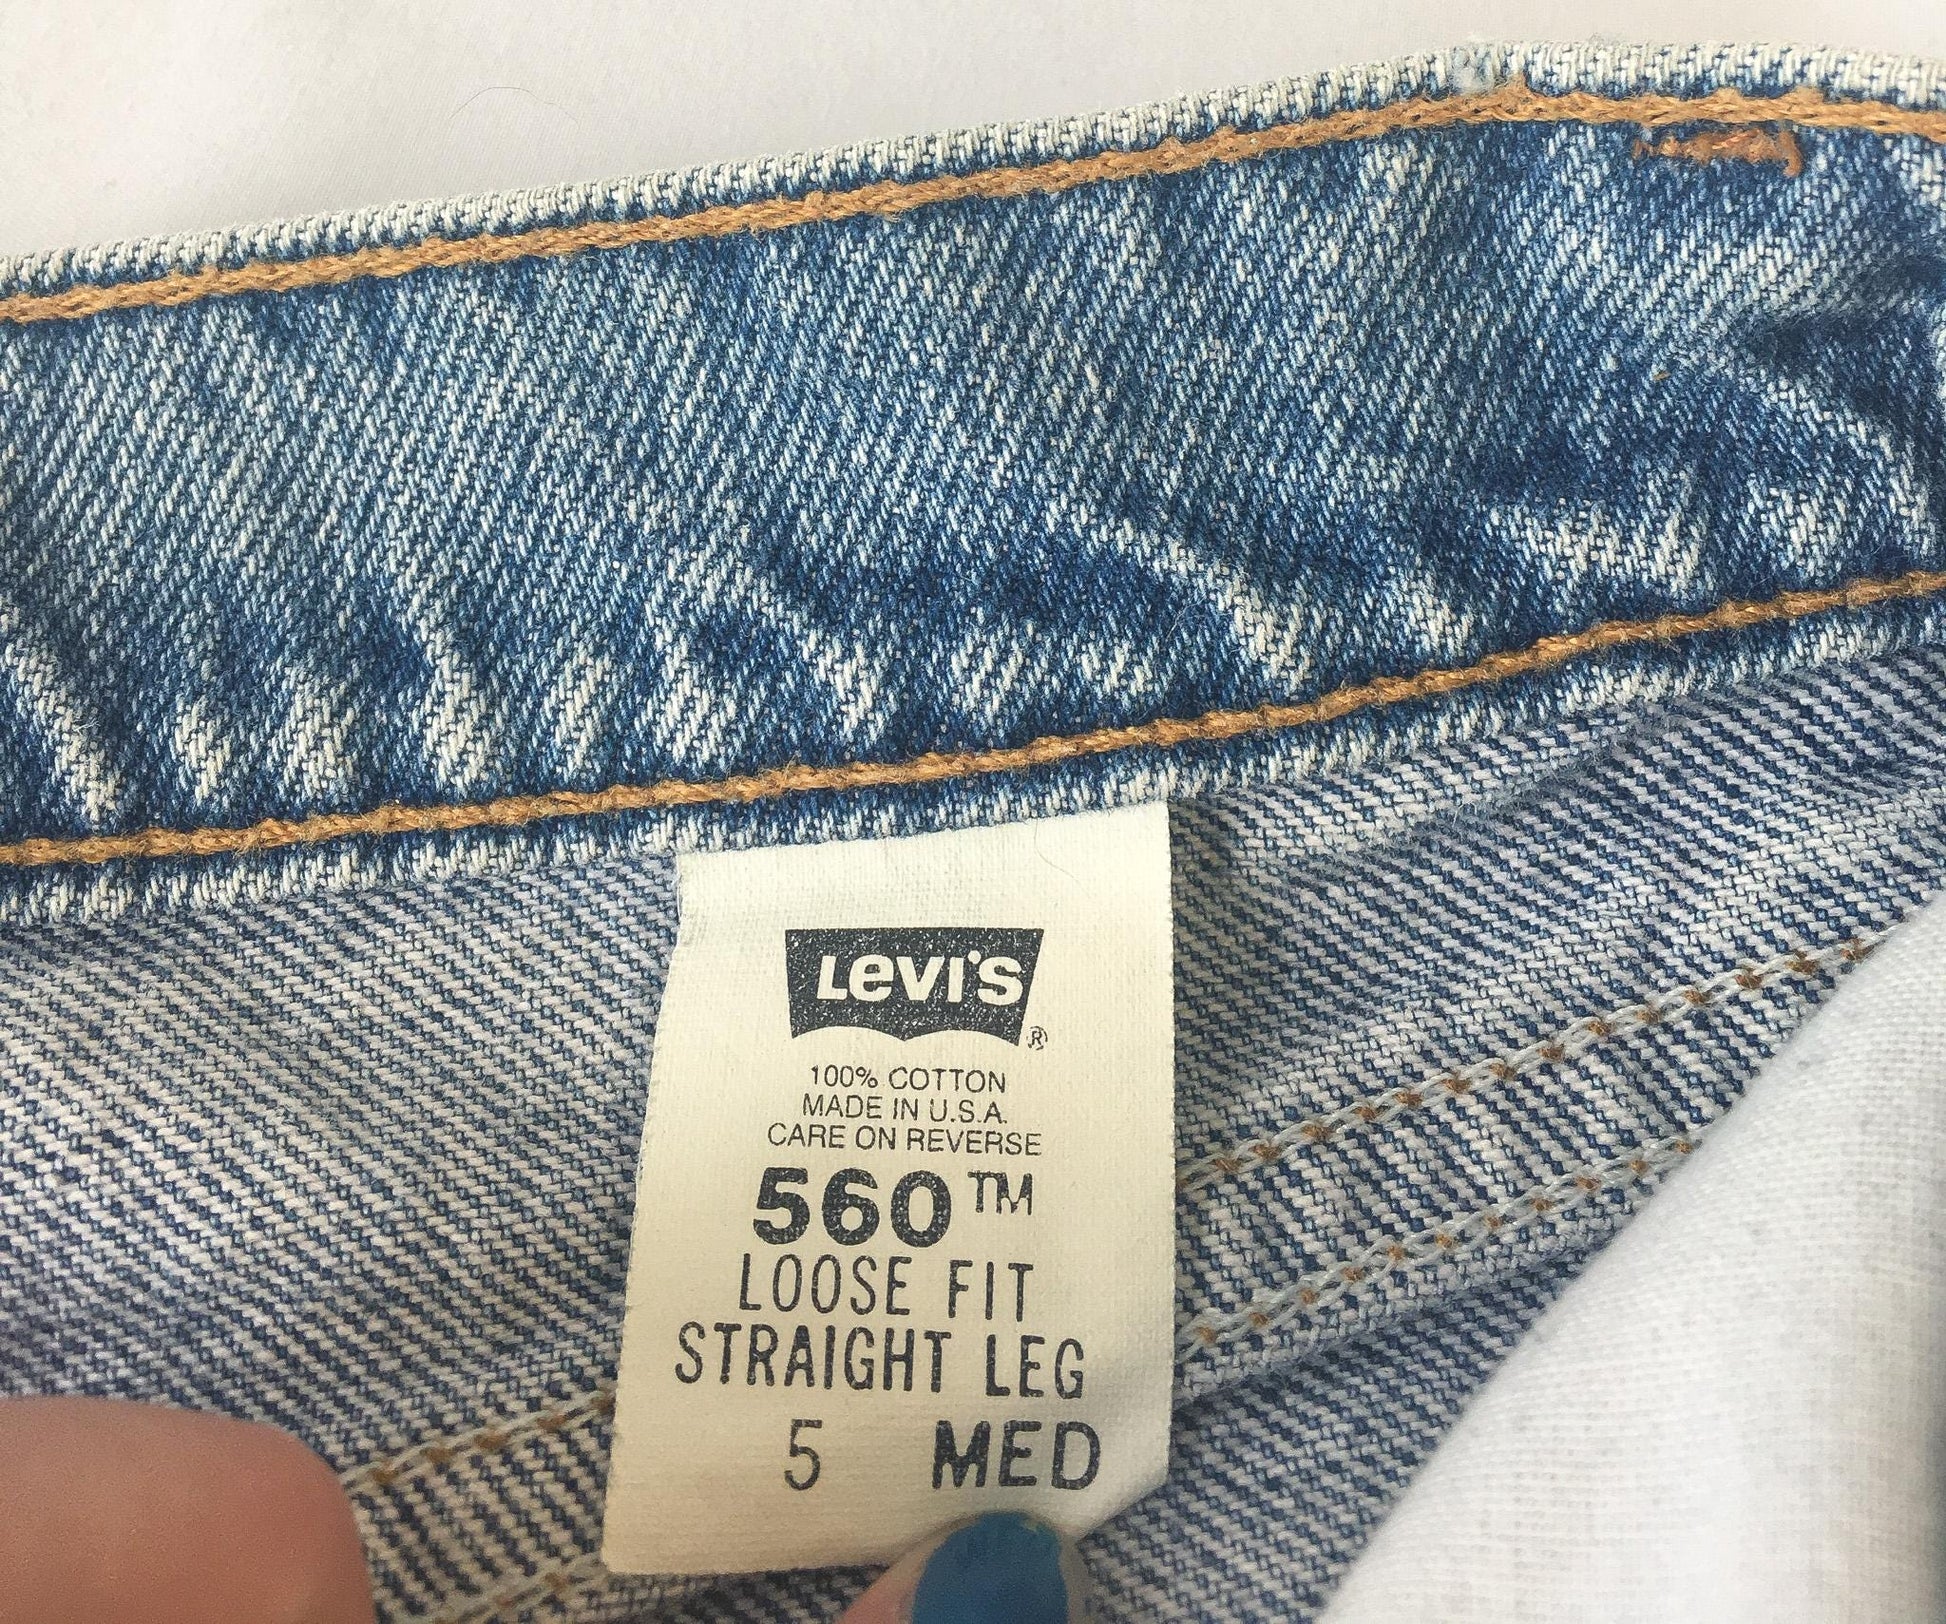 Levi's ®
100% COTTON
MADE IN U.S.A.
CARE ON REVERSE
560™
LOOSE FIT
STRAIGHT LEG
5 MED